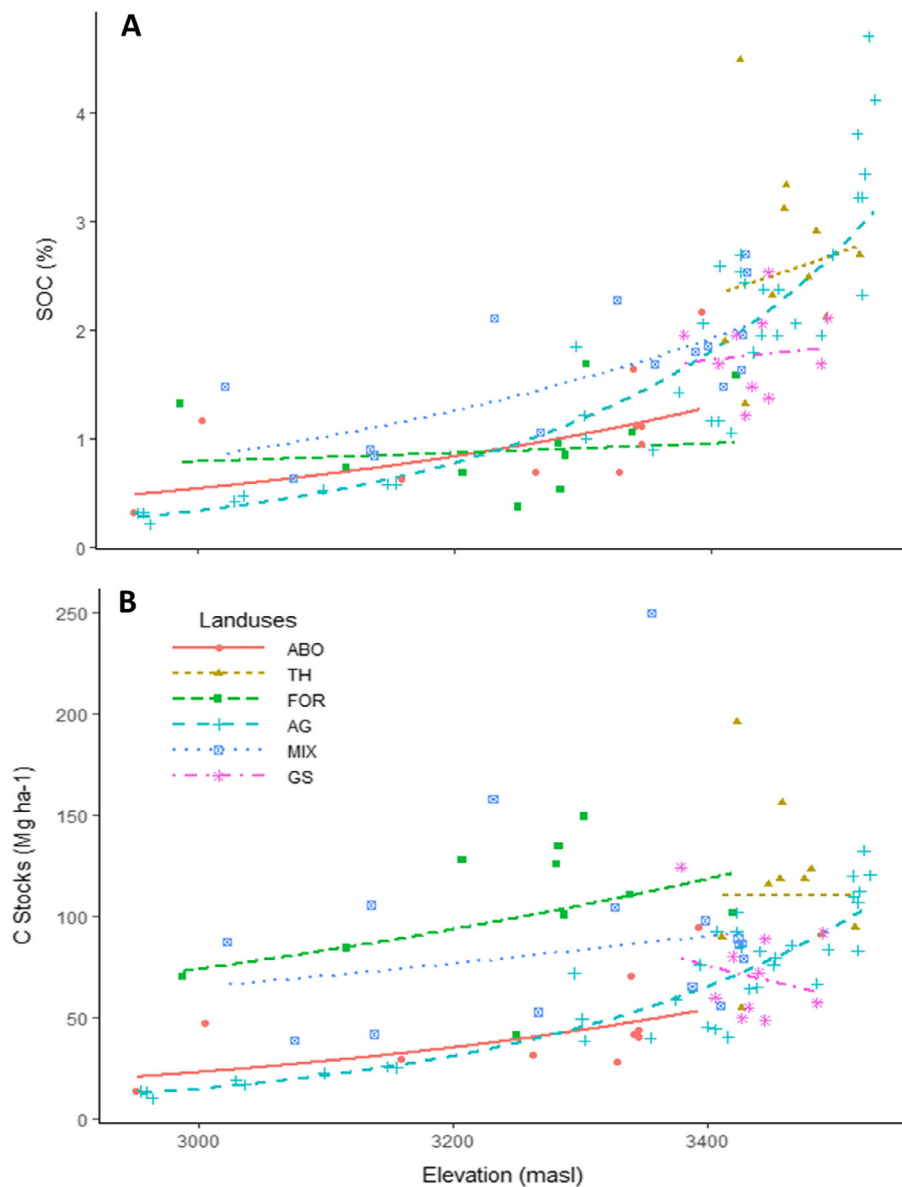 A
SOC (%)
4
3
2
1
0
B
C Stocks (Mg ha-1)
250
200
150
100
50
0
Landuses
ABO
TH
FOR
AG
MIX
GS
3000 3200 3400
Elevation (masl)